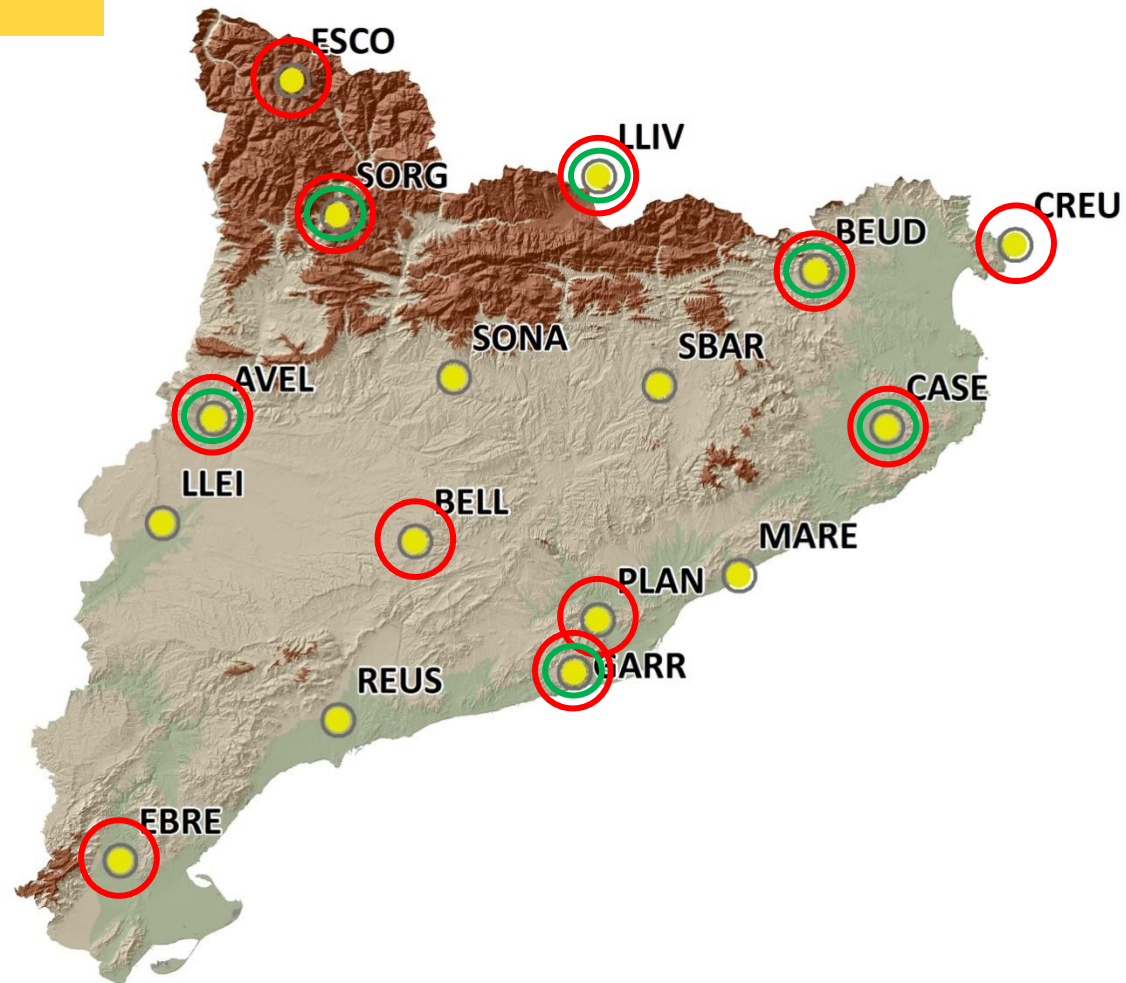 ESCO
LLIV
SORG
CREU
BEUD
SONA
SBAR
AVEL
CASE
LLEI
BELL
MARE
PLAN
GARR
REUS
EBRE